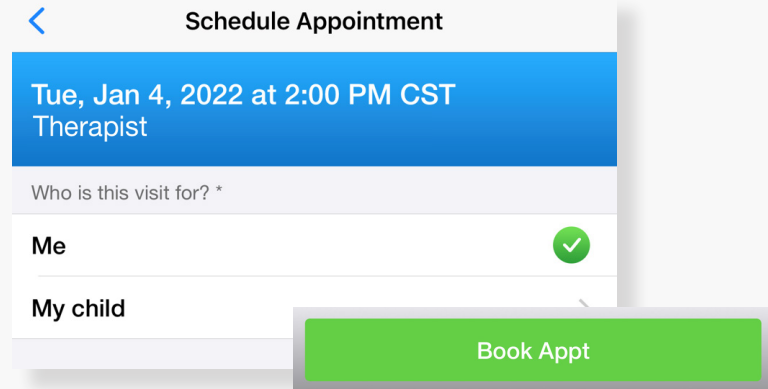 Schedule Appointment
Tue, Jan 4, 2022 at 2:00 PM CST
Therapist
Who is this visit for? *
Me
My child
Book Appt